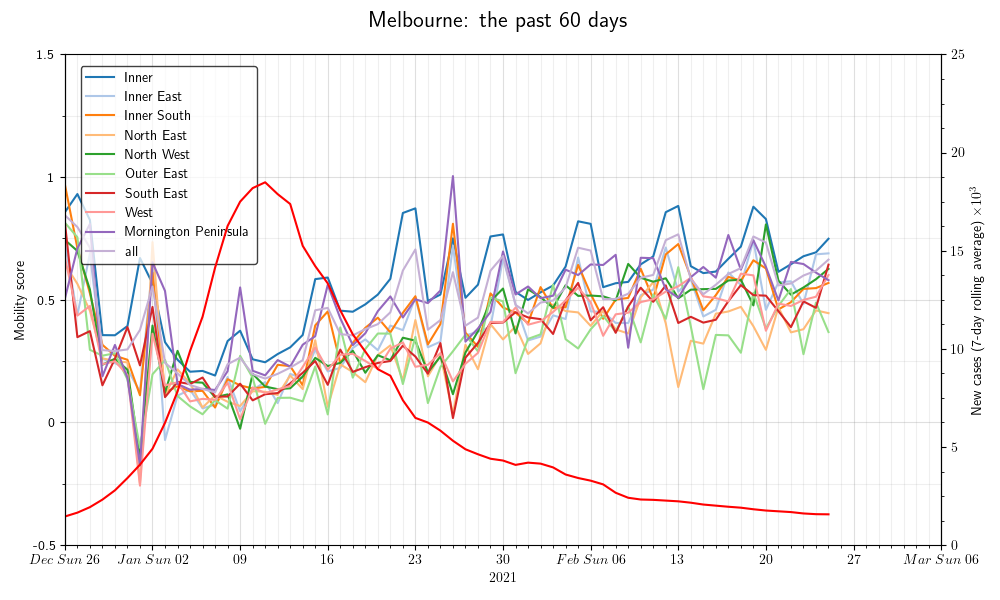 Melbourne: the past 60 days
1.5
1
0.5
0
-0.5
Mobility score
Inner
Inner East
Inner South
North East
North West
Outer East
South East
West
Mornington Peninsula
all
25
20
15
10
5
0
New cases (7-day rolling average) ×10³
Dec Sun 26 Jan Sun 02 09 16 23 30 Feb Sun 06 13 20 27 Mar Sun 06
2021